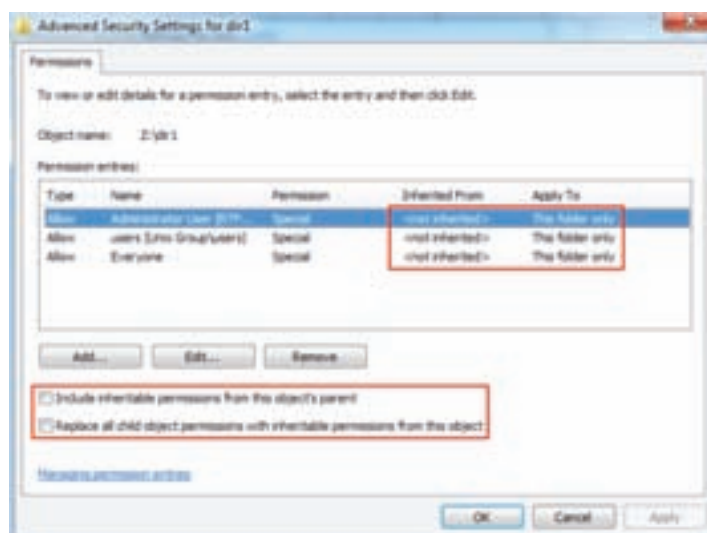 Advanced Security Settings for dir1
Permissions
To view or edit details for a permission entry, select the entry and then click Edit.
Object name: Z:\dir1
Permission entries:
Type Name Permission Inherited From Apply To
Allow Administrator User Special <not inherited> This folder only
Allow users (Unix Group\users) Special <not inherited> This folder only
Allow Everyone Special <not inherited> This folder only
Add... Edit... Remove
Include inheritable permissions from this object's parent
Replace all child object permissions with inheritable permissions from this object
Managing permission entries
OK Cancel Apply